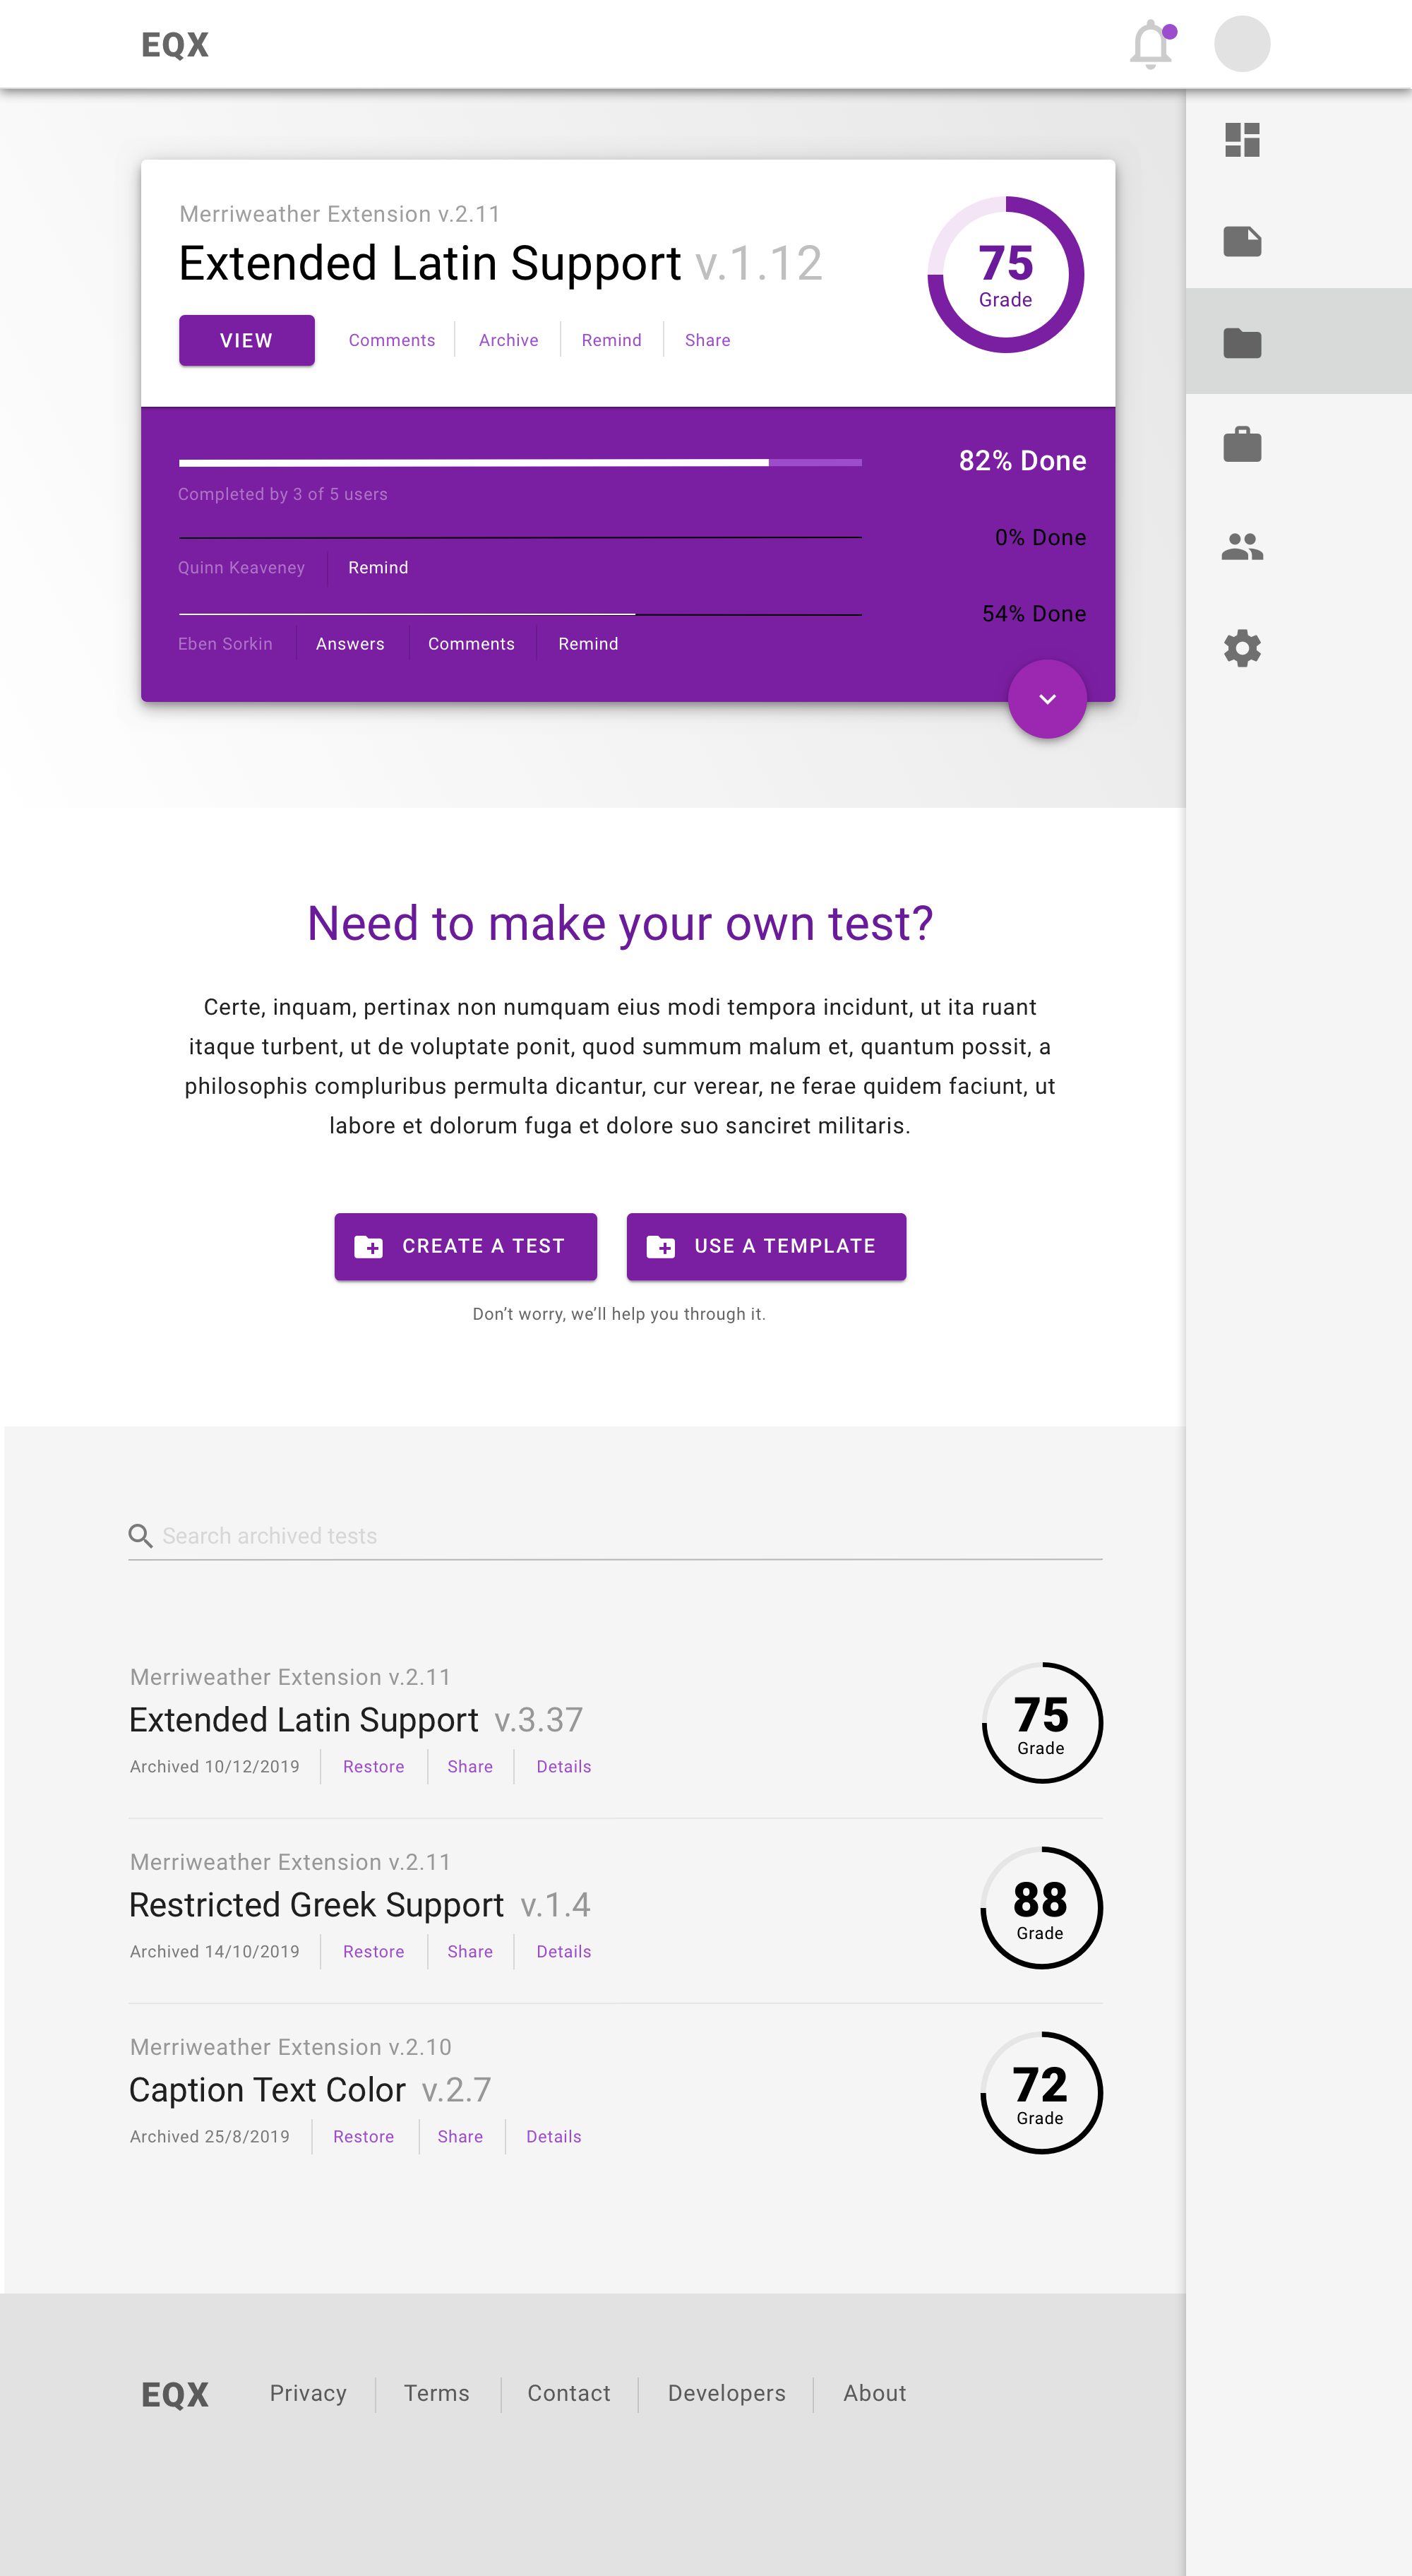 EQX
Merriweather Extension v.2.11
Extended Latin Support v.1.12
75
Grade
VIEW Comments Archive Remind Share
82% Done
Completed by 3 of 5 users
0% Done
Quinn Keaveney Remind
54% Done
Eben Sorkin Answers Comments Remind
Need to make your own test?
Certe, inquam, pertinax non numquam eius modi tempora incidunt, ut ita ruant
itaque turbent, ut de voluptate ponit, quod summum malum et, quantum possit, a
philosophis compluribus permulta dicantur, cur verear, ne ferae quidem faciunt, ut
labore et dolorum fuga et dolore suo sanciret militaris.
CREATE A TEST USE A TEMPLATE
Don’t worry, we’ll help you through it.
Search archived tests
Merriweather Extension v.2.11
Extended Latin Support v.3.37
Archived 10/12/2019 Restore Share Details
75
Grade
Merriweather Extension v.2.11
Restricted Greek Support v.1.4
Archived 14/10/2019 Restore Share Details
88
Grade
Merriweather Extension v.2.10
Caption Text Color v.2.7
Archived 25/8/2019 Restore Share Details
72
Grade
EQX Privacy Terms Contact Developers About